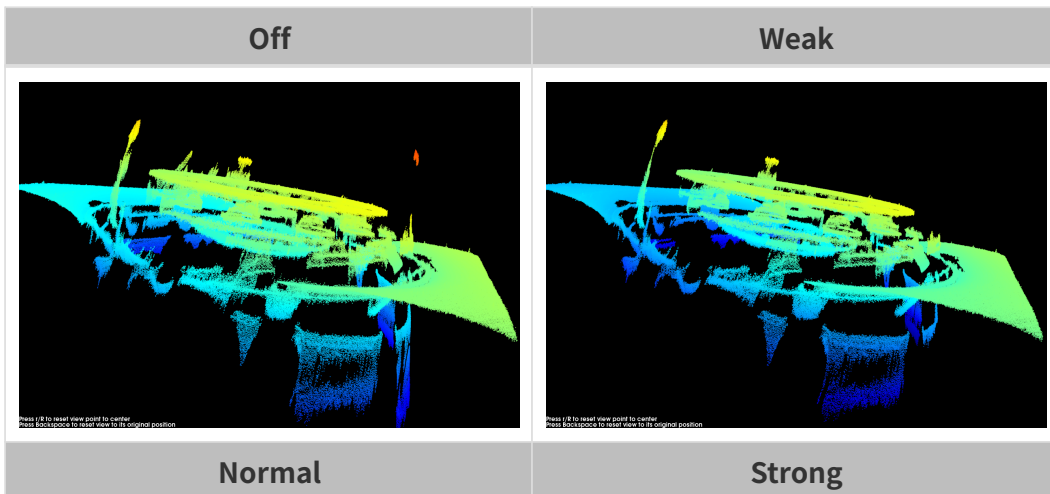 Off
Weak
Press r/R to reset view point to center
Press Backspace to reset view to its original position
Press r/R to reset view point to center
Press Backspace to reset view to its original position
Normal
Strong